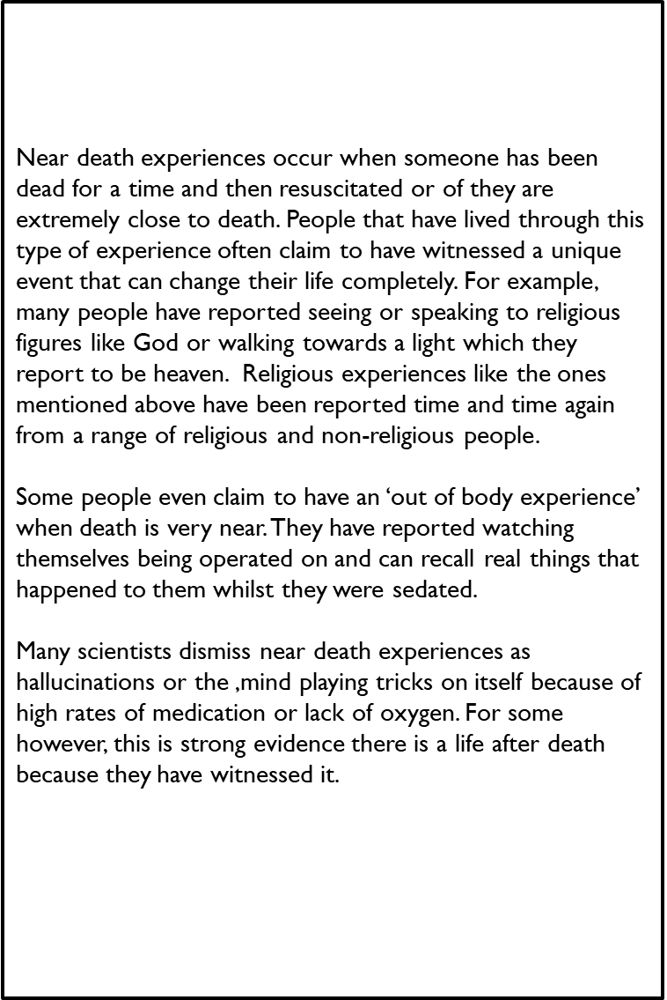 Near death experiences occur when someone has been
dead for a time and then resuscitated or of they are
extremely close to death. People that have lived through this
type of experience often claim to have witnessed a unique
event that can change their life completely. For example,
many people have reported seeing or speaking to religious
figures like God or walking towards a light which they
report to be heaven.  Religious experiences like the ones
mentioned above have been reported time and time again
from a range of religious and non-religious people.

Some people even claim to have an ‘out of body experience’
when death is very near. They have reported watching
themselves being operated on and can recall real things that
happened to them whilst they were sedated.

Many scientists dismiss near death experiences as
hallucinations or the ,mind playing tricks on itself because of
high rates of medication or lack of oxygen. For some
however, this is strong evidence there is a life after death
because they have witnessed it.